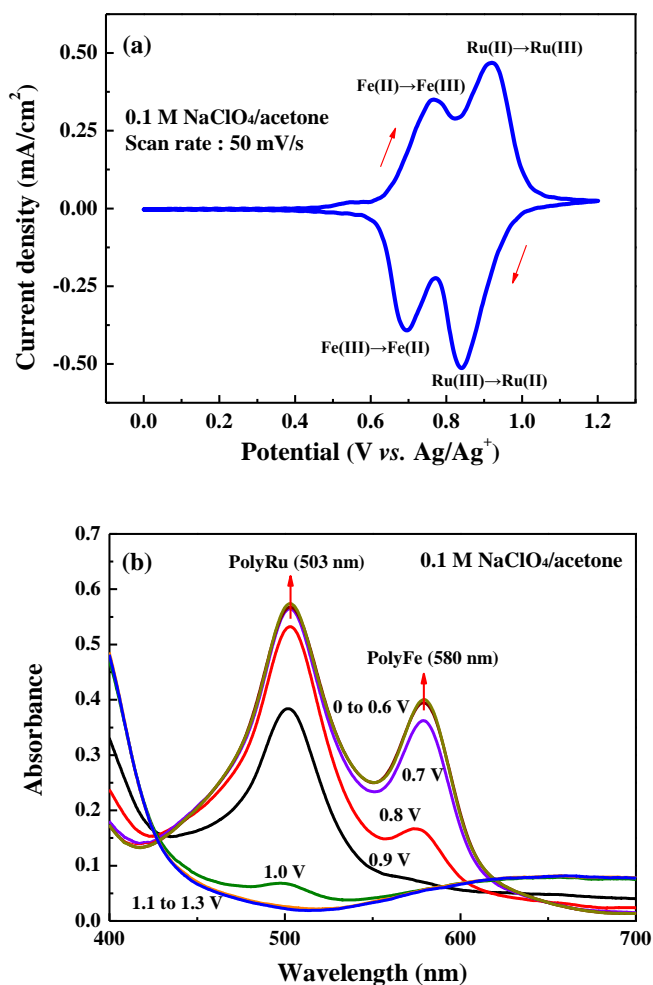 (a)
Ru(II)→Ru(III)
Fe(II)→Fe(III)
0.1 M NaClO₄/acetone
Scan rate : 50 mV/s
Fe(III)→Fe(II)
Ru(III)→Ru(II)
0.50
0.25
0.00
-0.25
-0.50
Current density (mA/cm²)
0.0 0.2 0.4 0.6 0.8 1.0 1.2
Potential (V vs. Ag/Ag⁺)
(b)
0.1 M NaClO₄/acetone
PolyRu (503 nm)
PolyFe (580 nm)
0 to 0.6 V
0.7 V
0.8 V
0.9 V
1.0 V
1.1 to 1.3 V
0.7
0.6
0.5
0.4
0.3
0.2
0.1
0.0
Absorbance
400 500 600 700
Wavelength (nm)